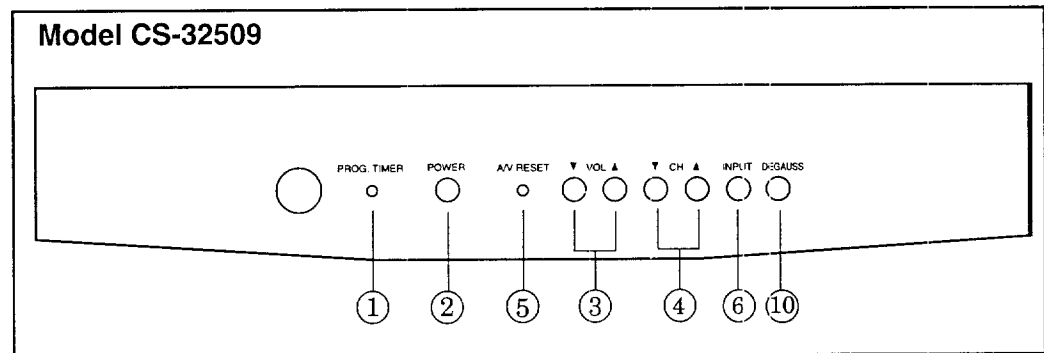 Model CS-32509
PROG. TIMER POWER A/V RESET ▼ VOL ▲ ▼ CH ▲ INPUT DEGAUSS
① ② ⑤ ③ ④ ⑥ ⑩